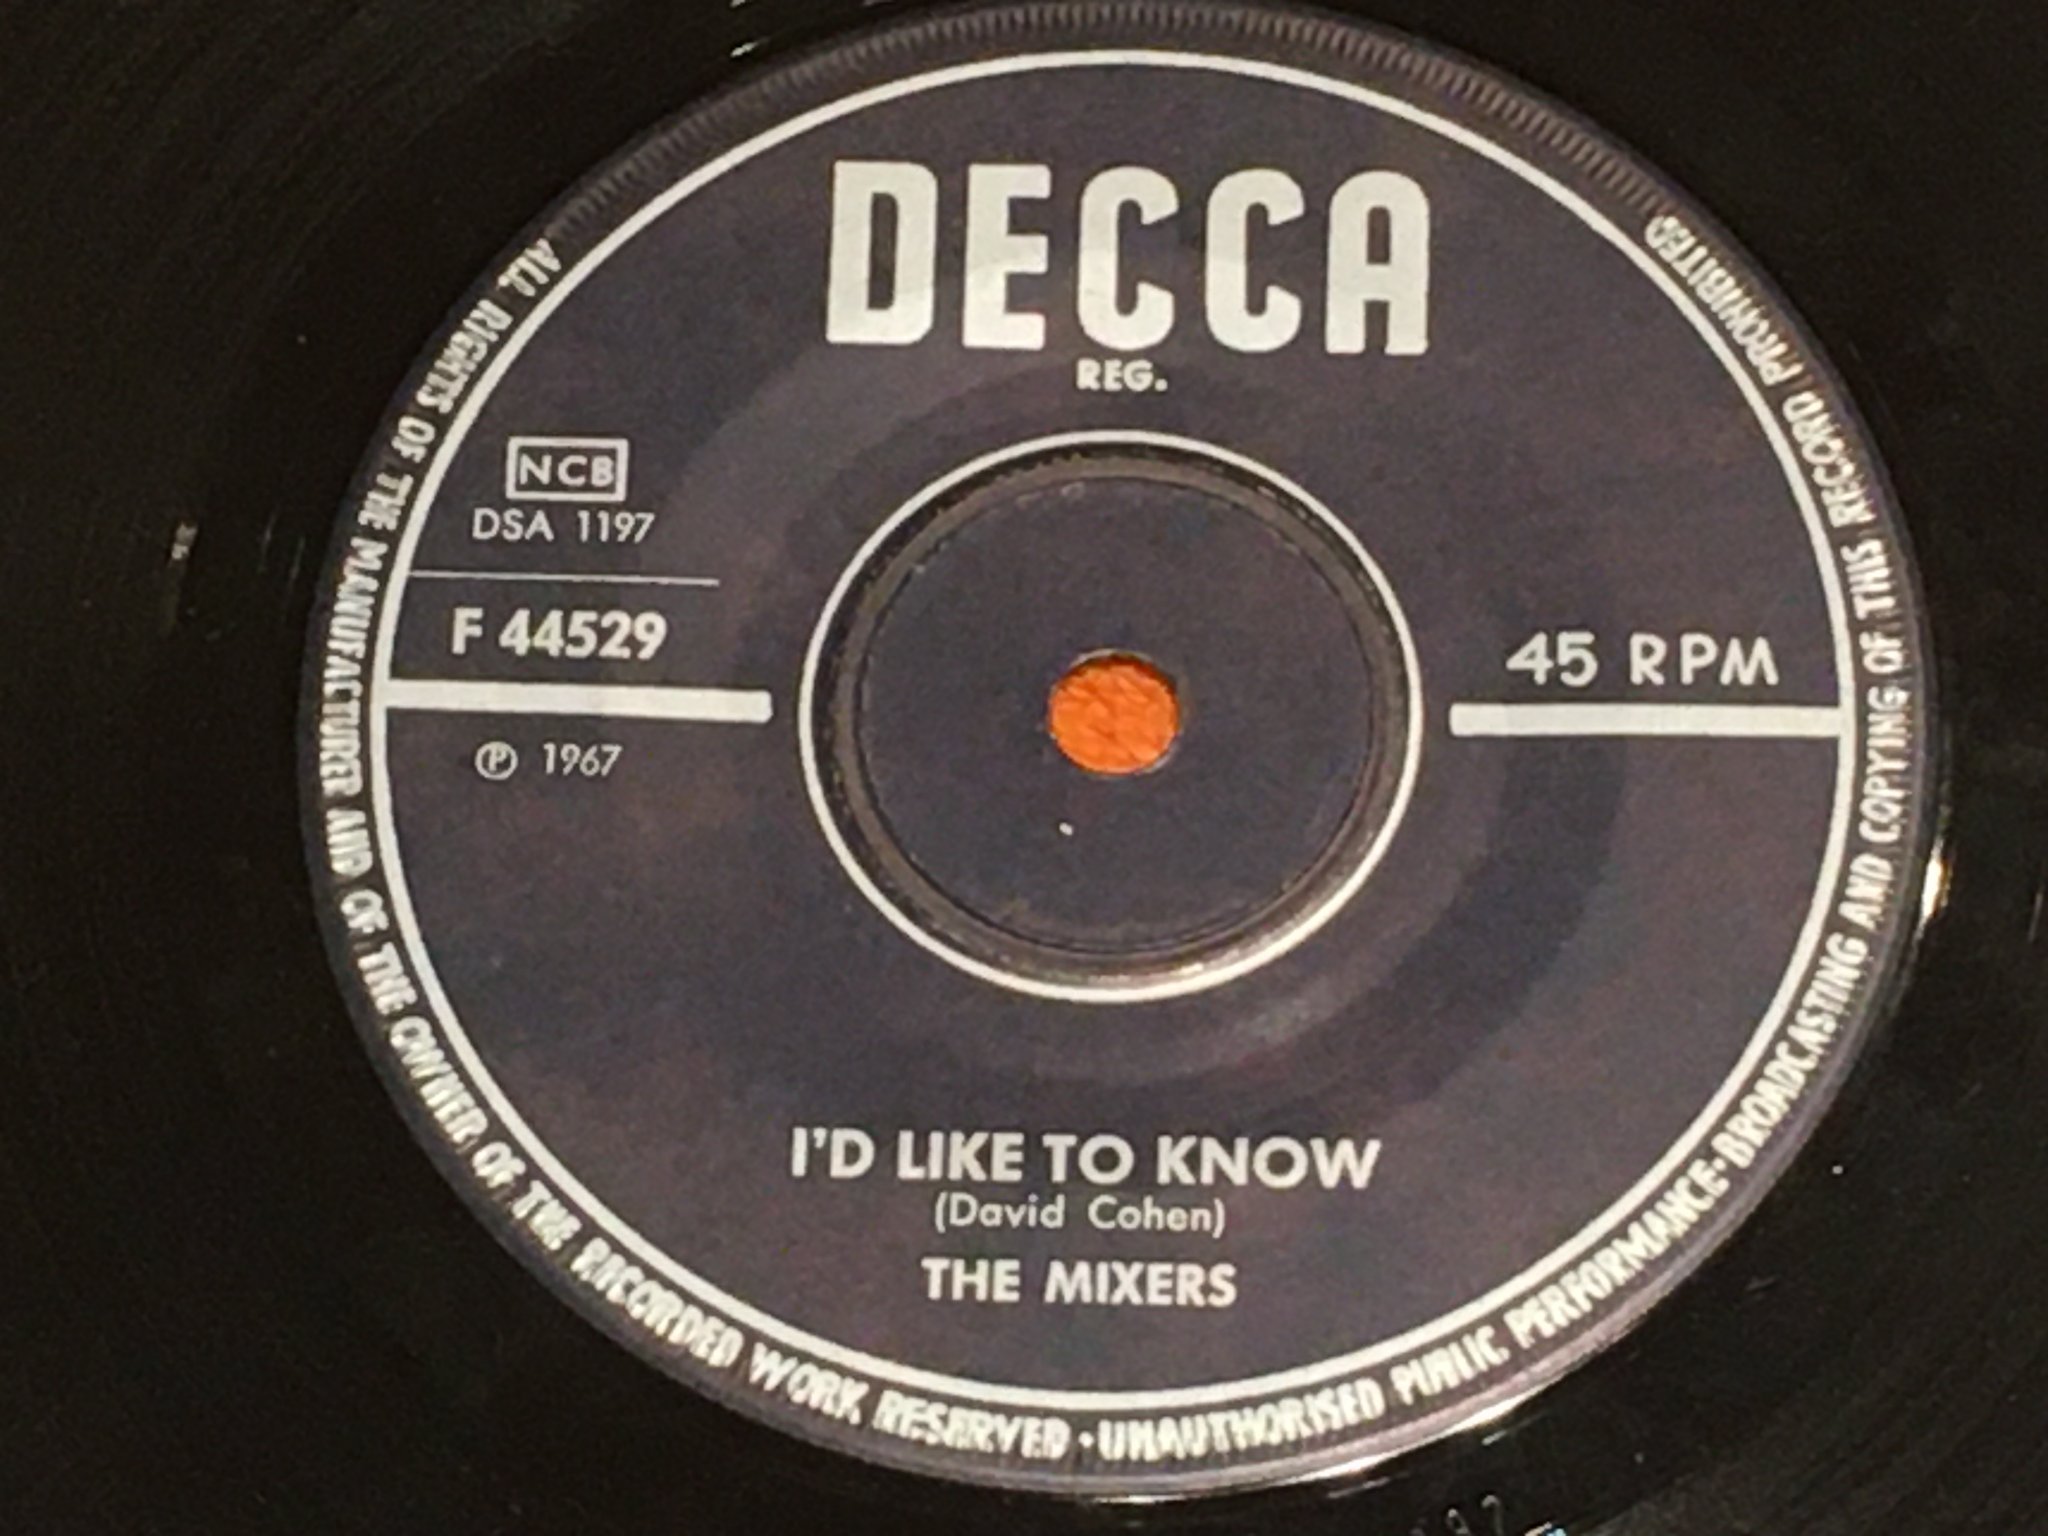 DECCA
REG.
NCB
DSA 1197
F 44529
℗ 1967
45 RPM
I'D LIKE TO KNOW
(David Cohen)
THE MIXERS
ALL RIGHTS OF THE MANUFACTURER AND OF THE OWNER OF THE RECORDED WORK RESERVED · UNAUTHORISED PUBLIC PERFORMANCE · BROADCASTING AND COPYING OF THIS RECORD PROHIBITED